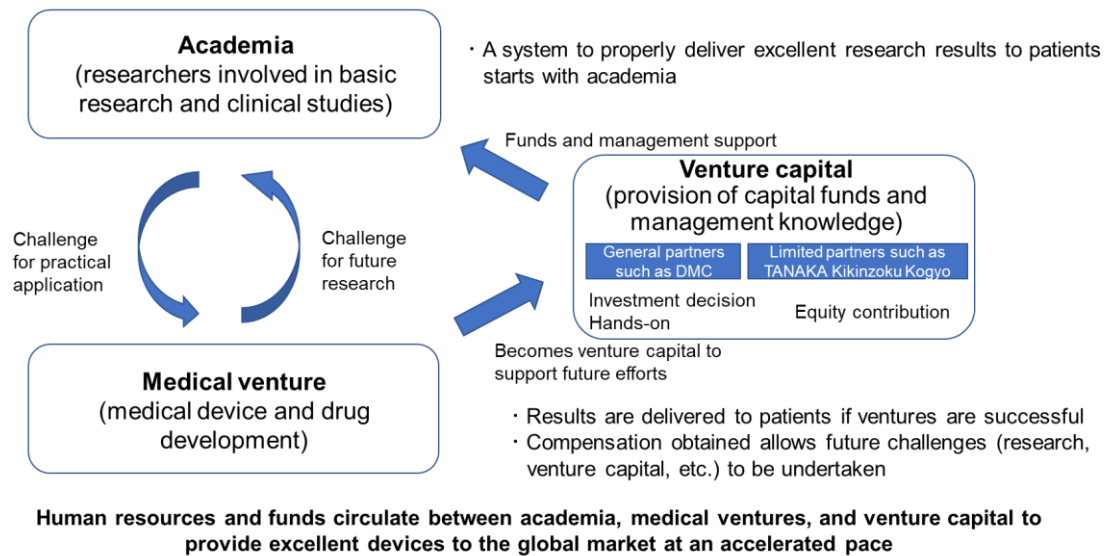 Academia
(researchers involved in basic
research and clinical studies)
・A system to properly deliver excellent research results to patients
starts with academia
Funds and management support
Venture capital
(provision of capital funds and
management knowledge)
General partners
such as DMC
Limited partners such as
TANAKA Kikinzoku Kogyo
Investment decision
Hands-on
Equity contribution
Challenge
for practical
application
Challenge
for future
research
Becomes venture capital to
support future efforts
Medical venture
(medical device and drug
development)
・Results are delivered to patients if ventures are successful
・Compensation obtained allows future challenges (research,
venture capital, etc.) to be undertaken
Human resources and funds circulate between academia, medical ventures, and venture capital to
provide excellent devices to the global market at an accelerated pace